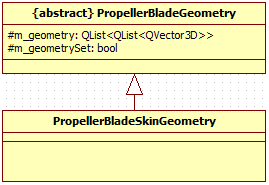 {abstract} PropellerBladeGeometry
#m_geometry: QList<QList<QVector3D>>
#m_geometrySet: bool
PropellerBladeSkinGeometry